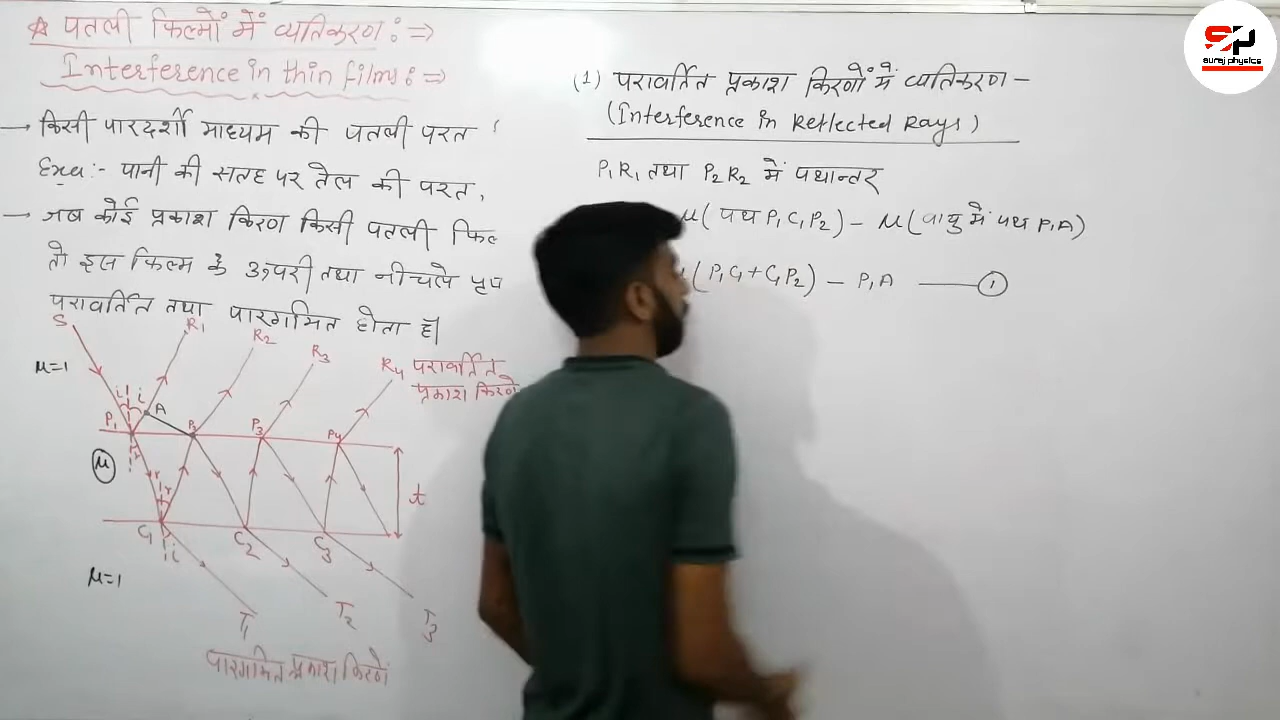 ☆ पतली फिल्मों में व्यतिकरण : ⇒
Interference in thin films : ⇒
→ किसी पारदर्शी माध्यम की पतली परत
Exa :- पानी की सतह पर तेल की परत,
→ जब कोई प्रकाश किरण किसी पतली
तो इस फिल्म के ऊपरी तथा नीचले
परावर्तित तथा पारगमित होता है।
S R1 R2 R3 R4 परावर्तित
प्रकाश किरणें
μ=1
i i A
P1 P2 P3 P4
μ
r r r
t
C1 C2 C3
i
μ=1
T1 T2 T3
पारगमित प्रकाश किरणें
(1) परावर्तित प्रकाश किरणों में व्यतिकरण –
(Interference in Reflected Rays)
P1R1 तथा P2R2 में पथान्तर
μ( पथ P1C1P2) – μ(वायु में पथ P1A)
(P1C1+C1P2) – P1A —— 1
SP
suraj physics